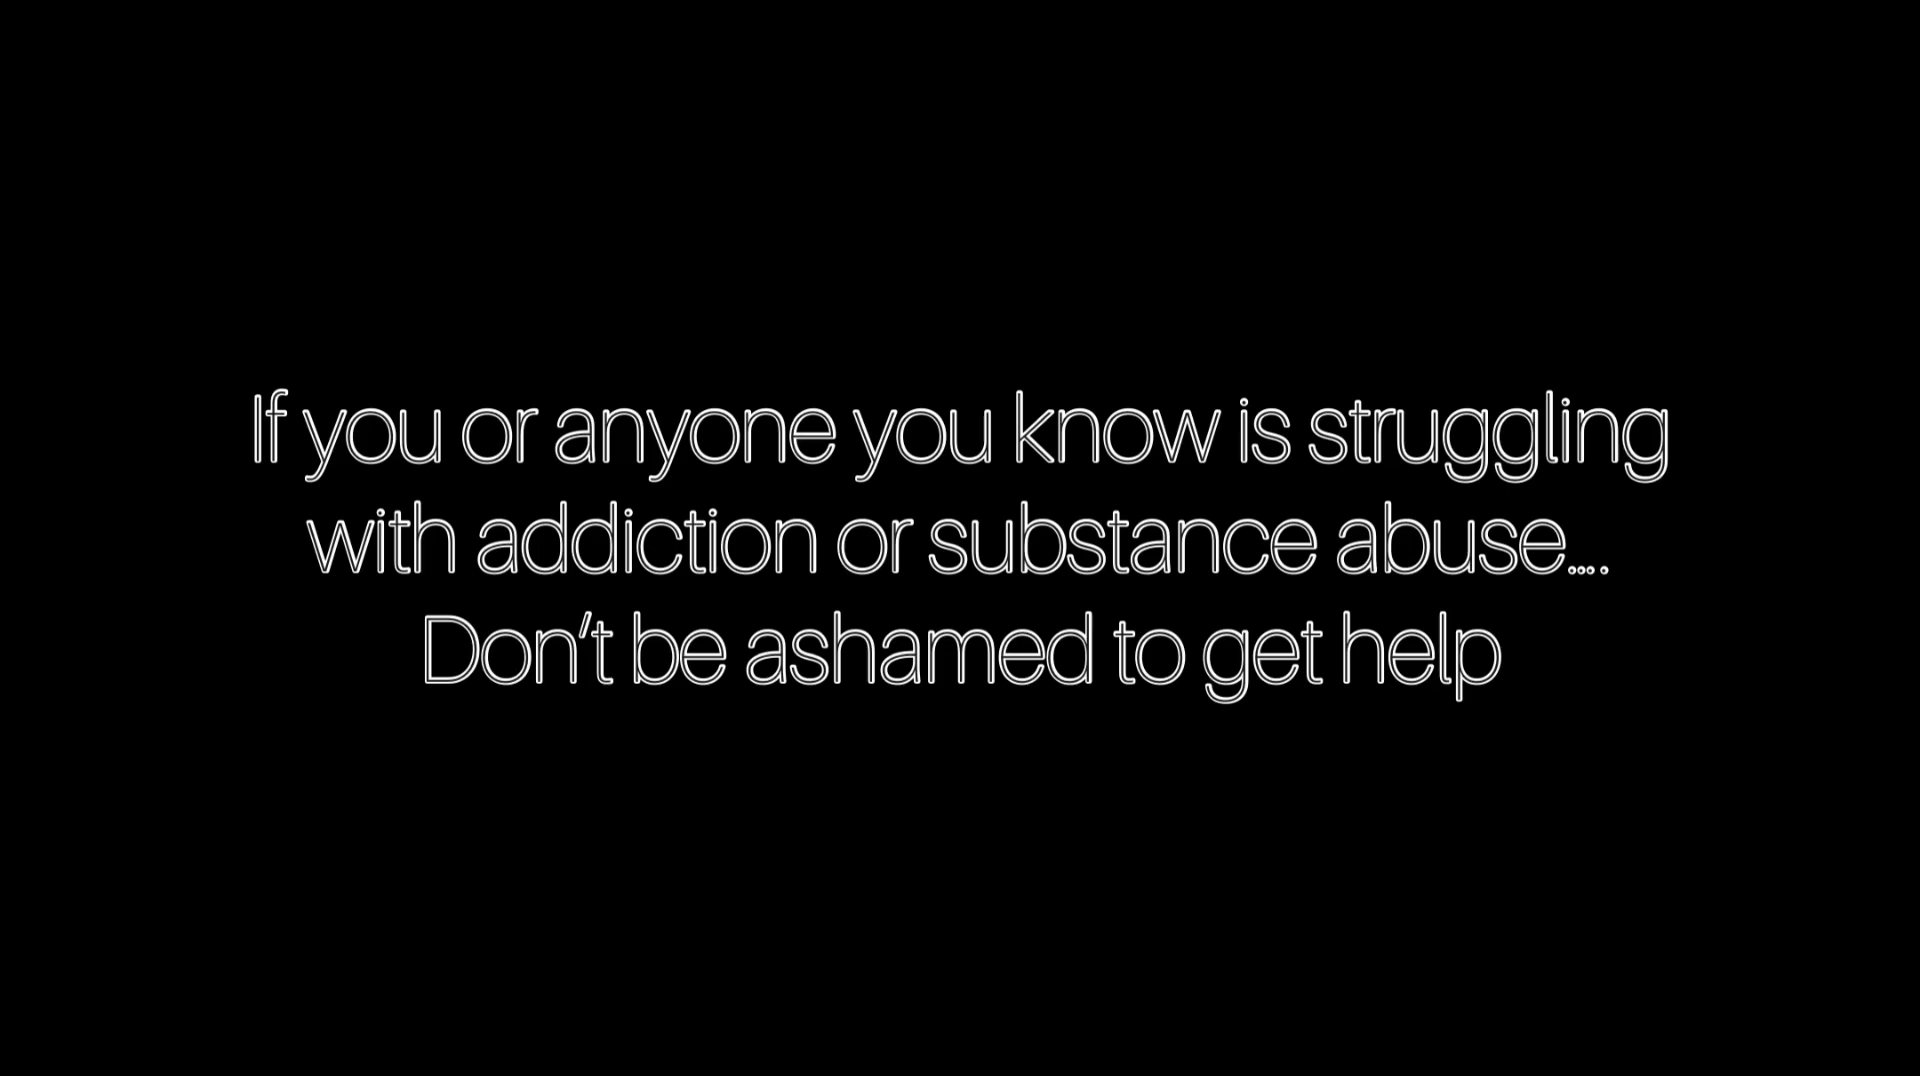 If you or anyone you know is struggling
with addiction or substance abuse....
Don't be ashamed to get help